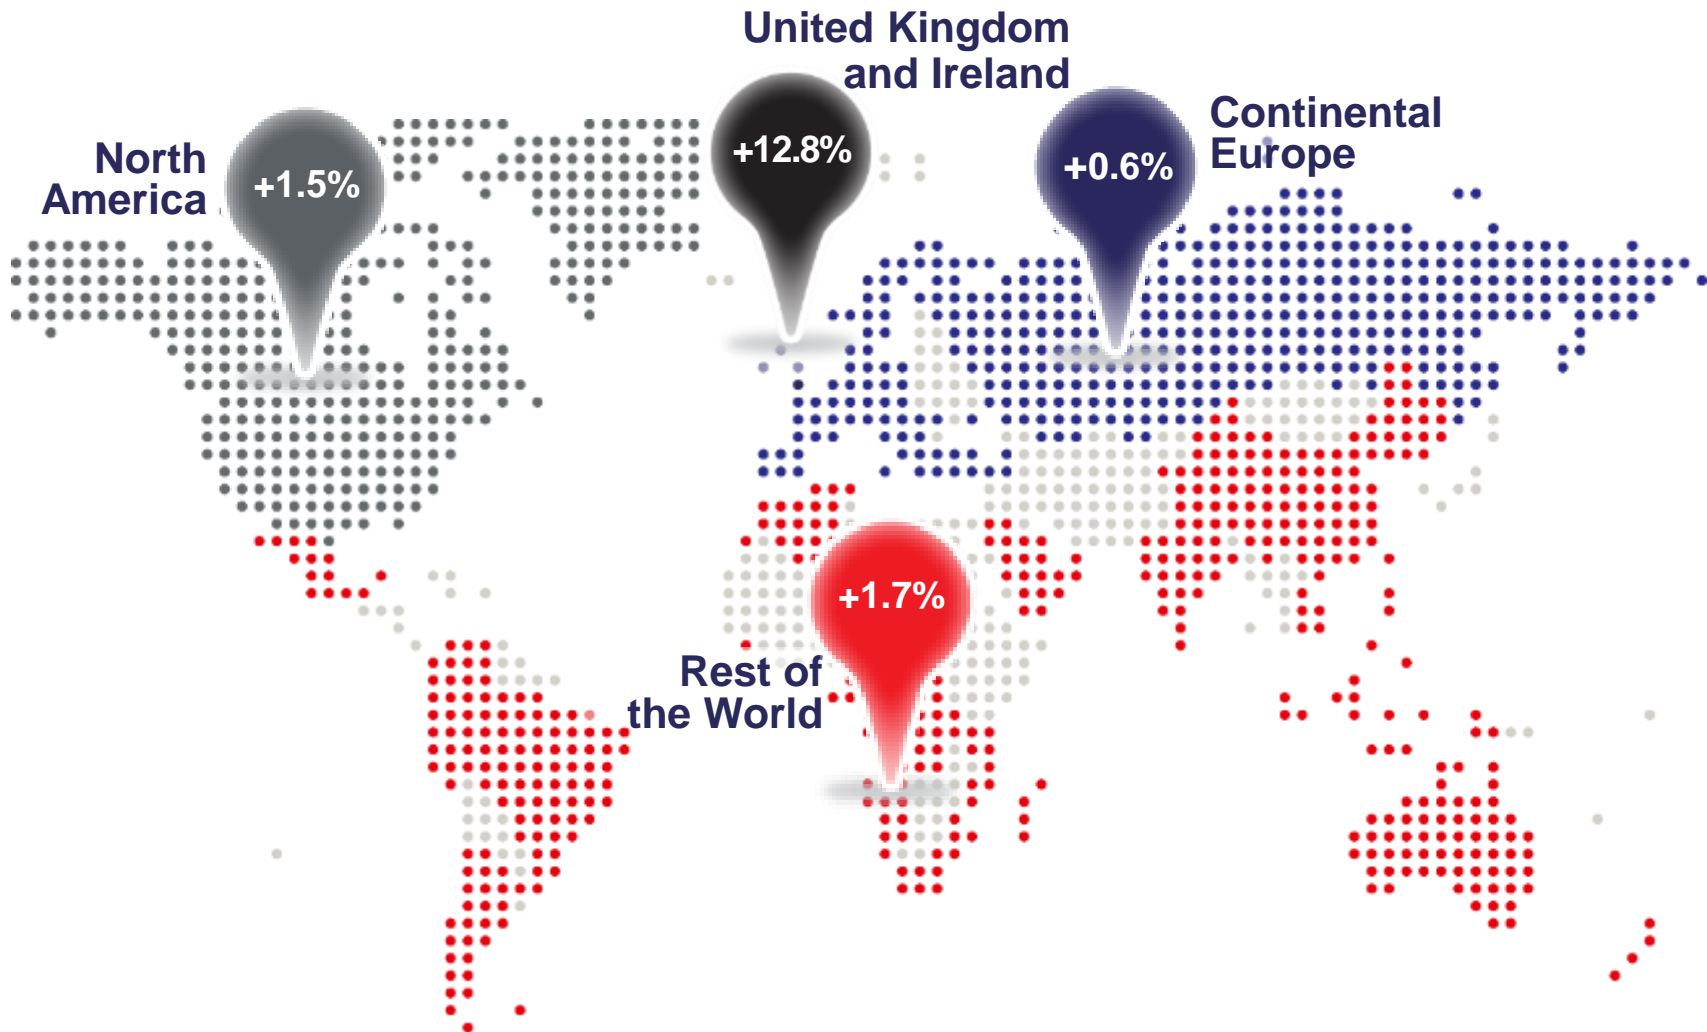 United Kingdom
and Ireland
+12.8%
Continental
Europe
+0.6%
North
America
+1.5%
+1.7%
Rest of
the World